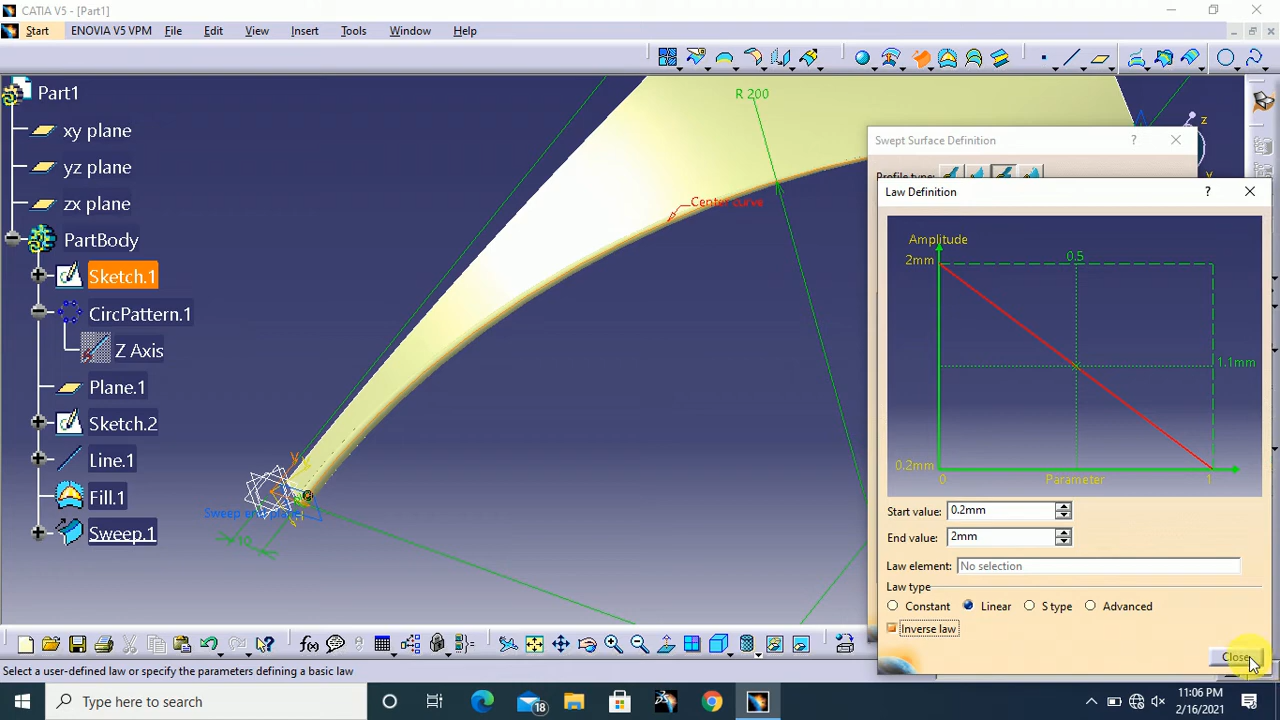 CATIA V5 - [Part1]
Start ENOVIA V5 VPM File Edit View Insert Tools Window Help
Part1
xy plane
yz plane
zx plane
PartBody
Sketch.1
CircPattern.1
Z Axis
Plane.1
Sketch.2
Line.1
Fill.1
Sweep.1
R 200
Center curve
10
z
Swept Surface Definition
?
Profile type:
Law Definition
?
Amplitude
2mm
0.5
1.1mm
0.2mm
0 Parameter 1
Start value: 0.2mm
End value: 2mm
Law element: No selection
Law type
Constant Linear S type Advanced
Inverse law
Close
f(x)
Select a user-defined law or specify the parameters defining a basic law
Type here to search
18
11:06 PM
2/16/2021